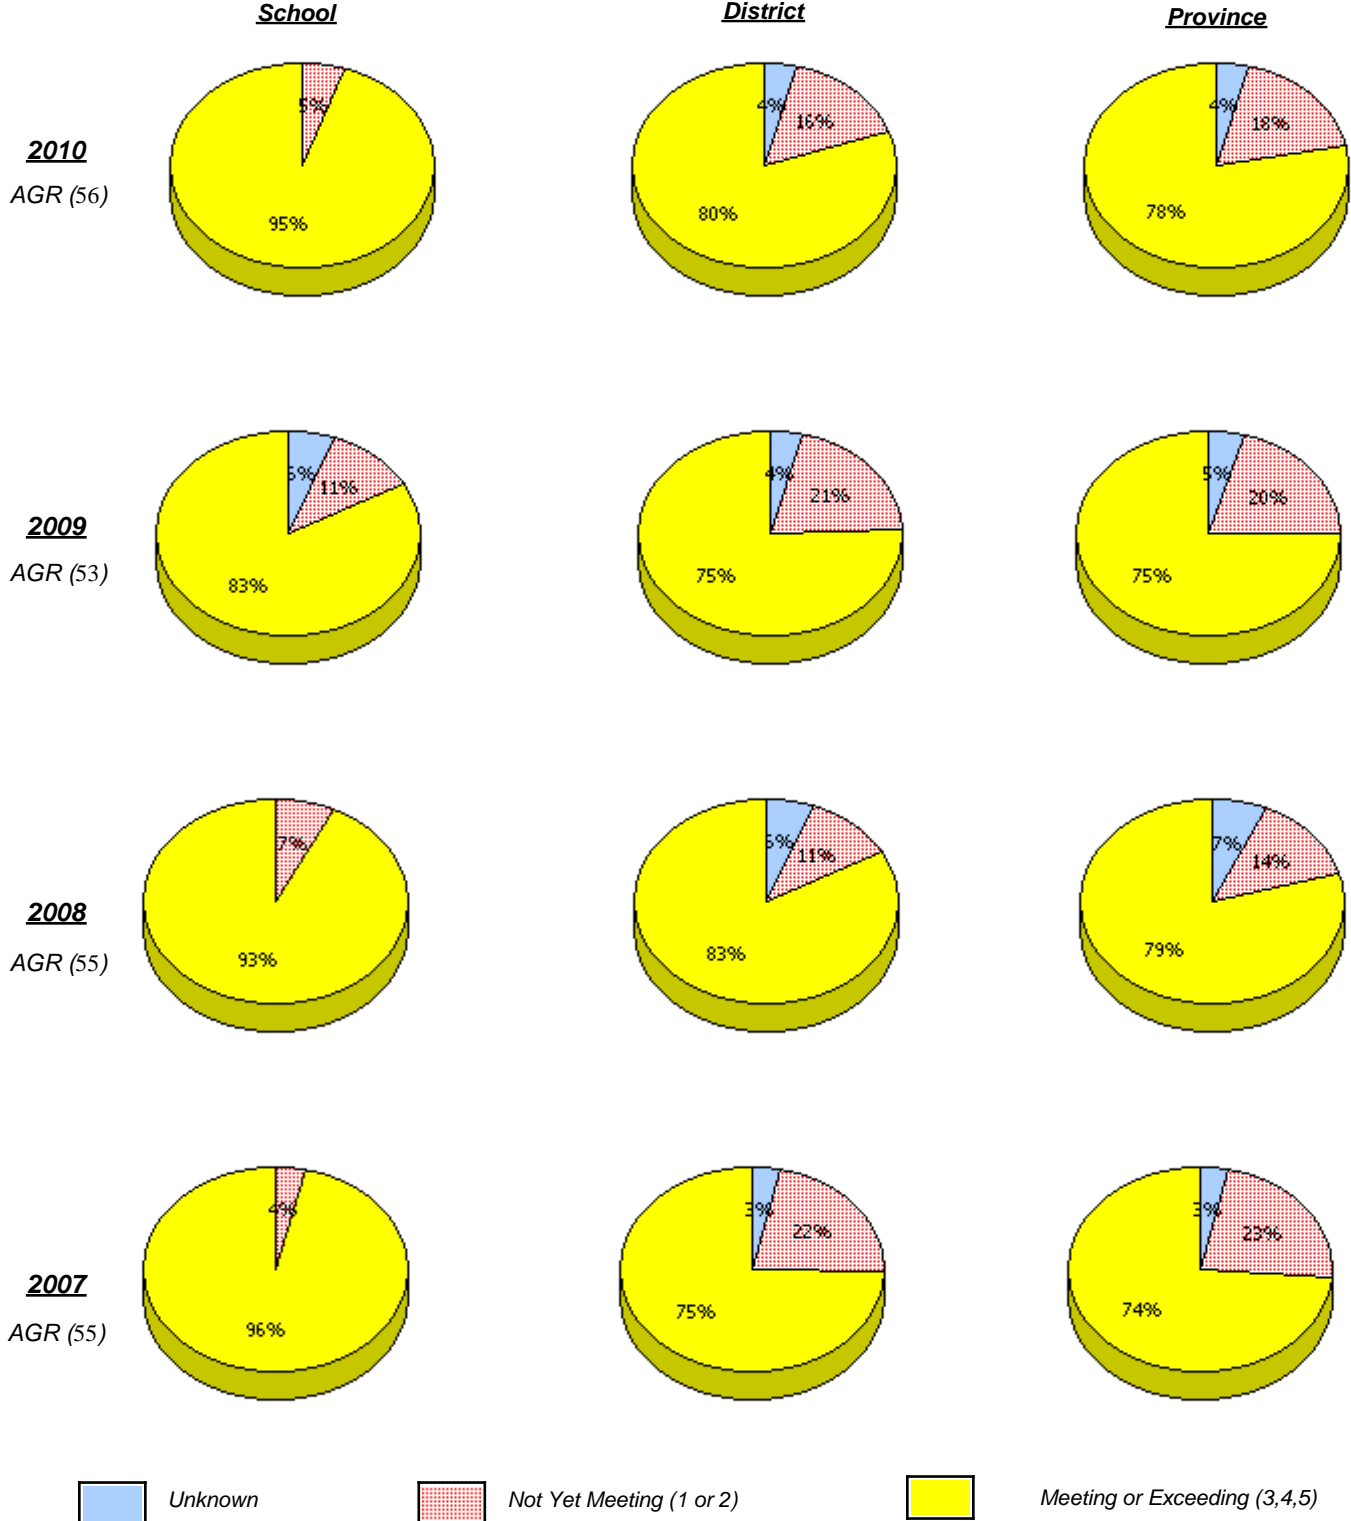 School District Province
5% 4% 16% 4% 18%
2010
AGR (56)
95% 80% 78%
11% 4% 21% 5% 20%
2009
AGR (53)
83% 75% 75%
7% 11% 7% 14%
2008
AGR (55)
93% 83% 79%
4% 3% 22% 3% 23%
2007
AGR (55)
96% 75% 74%
Unknown Not Yet Meeting (1 or 2) Meeting or Exceeding (3,4,5)